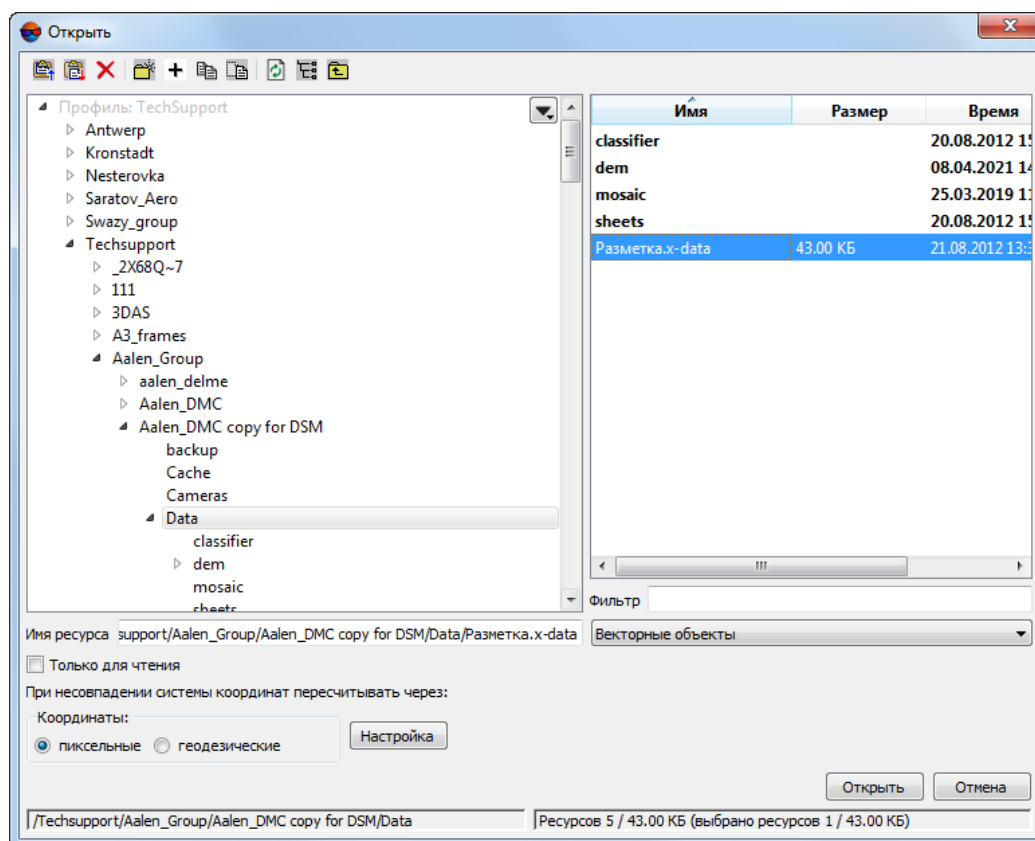 Открыть
Профиль: TechSupport
Antwerp
Kronstadt
Nesterovka
Saratov_Aero
Swazy_group
Techsupport
_2X68Q~7
111
3DAS
A3_frames
Aalen_Group
aalen_delme
Aalen_DMC
Aalen_DMC copy for DSM
backup
Cache
Cameras
Data
classifier
dem
mosaic
sheets
Имя Размер Время
classifier 20.08.2012 15
dem 08.04.2021 14
mosaic 25.03.2019 11
sheets 20.08.2012 15
Разметка.x-data 43.00 КБ 21.08.2012 13:3
Фильтр
Имя ресурса support/Aalen_Group/Aalen_DMC copy for DSM/Data/Разметка.x-data
Векторные объекты
Только для чтения
При несовпадении системы координат пересчитывать через:
Координаты:
пиксельные геодезические
Настройка
Открыть Отмена
/Techsupport/Aalen_Group/Aalen_DMC copy for DSM/Data
Ресурсов 5 / 43.00 КБ (выбрано ресурсов 1 / 43.00 КБ)